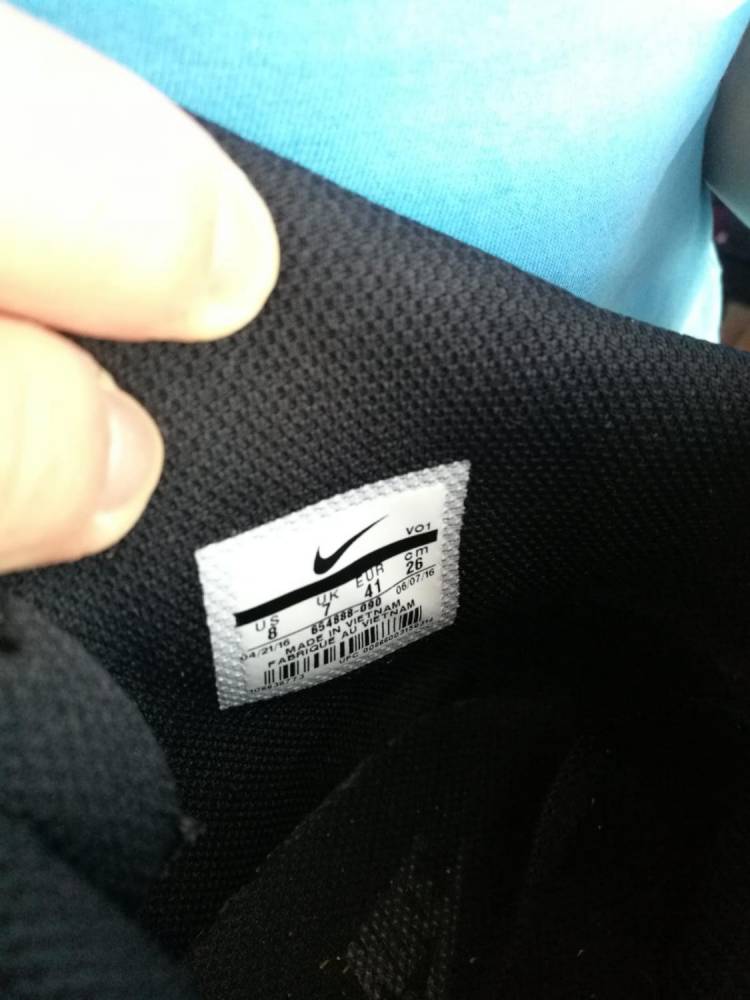 VO1
US UK EUR cm
8 7 41 26
04/21/16 654888-090 06/07/16
MADE IN VIETNAM
FABRIQUE AU VIETNAM
UPC